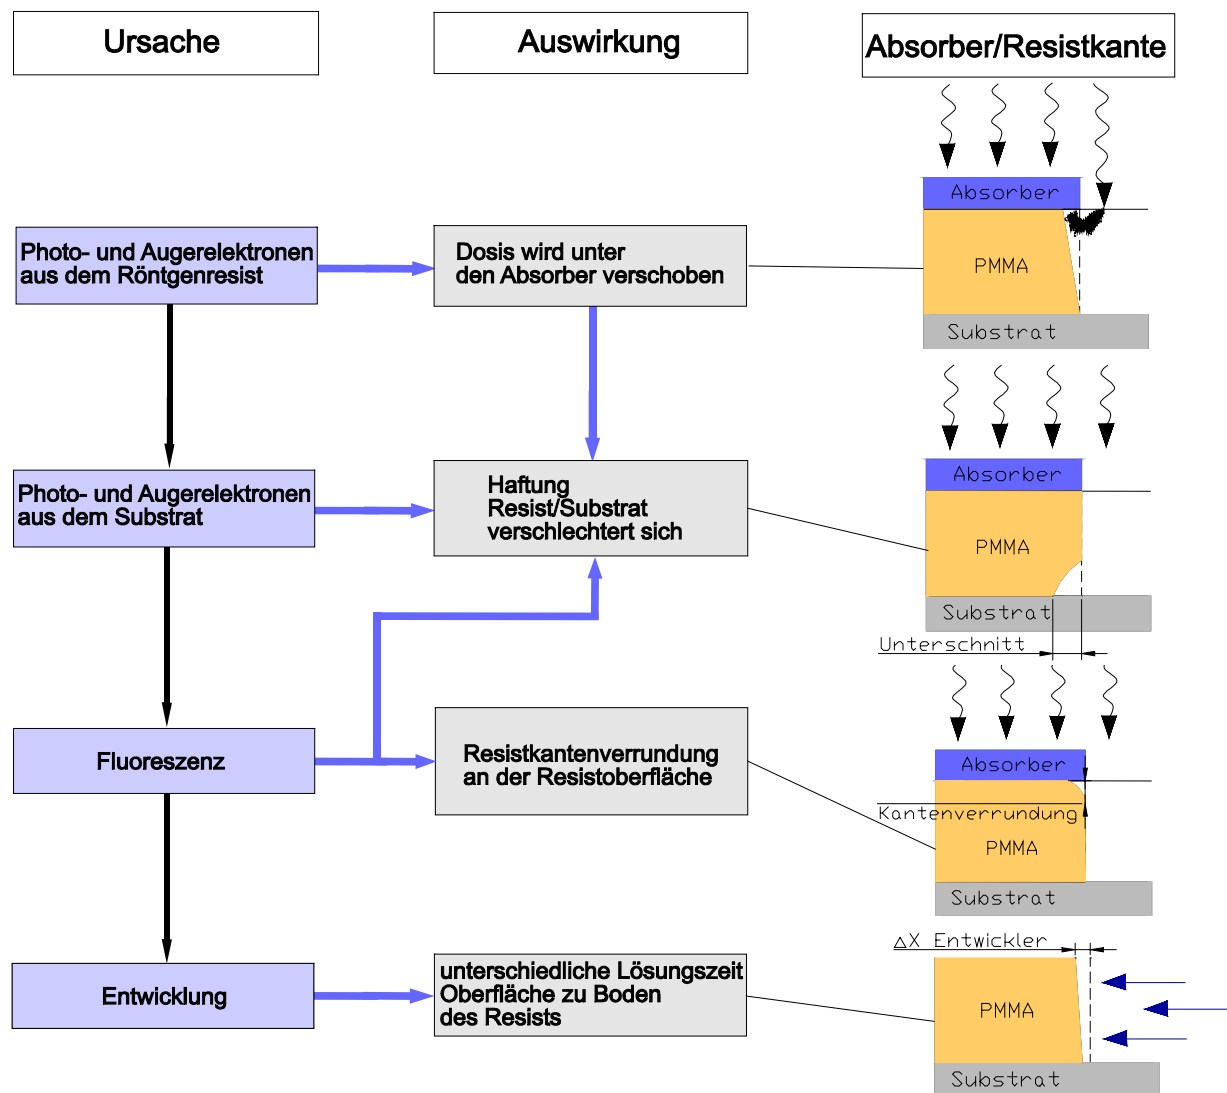 Ursache
Auswirkung
Absorber/Resistkante
Photo- und Augerelektronen
aus dem Röntgenresist
Dosis wird unter
den Absorber verschoben
Absorber
PMMA
Substrat
Photo- und Augerelektronen
aus dem Substrat
Haftung
Resist/Substrat
verschlechtert sich
Absorber
PMMA
Substrat
Unterschnitt
Fluoreszenz
Resistkantenverrundung
an der Resistoberfläche
Absorber
Kantenverrundung
PMMA
Substrat
Entwicklung
unterschiedliche Lösungszeit
Oberfläche zu Boden
des Resists
△X Entwickler
PMMA
Substrat